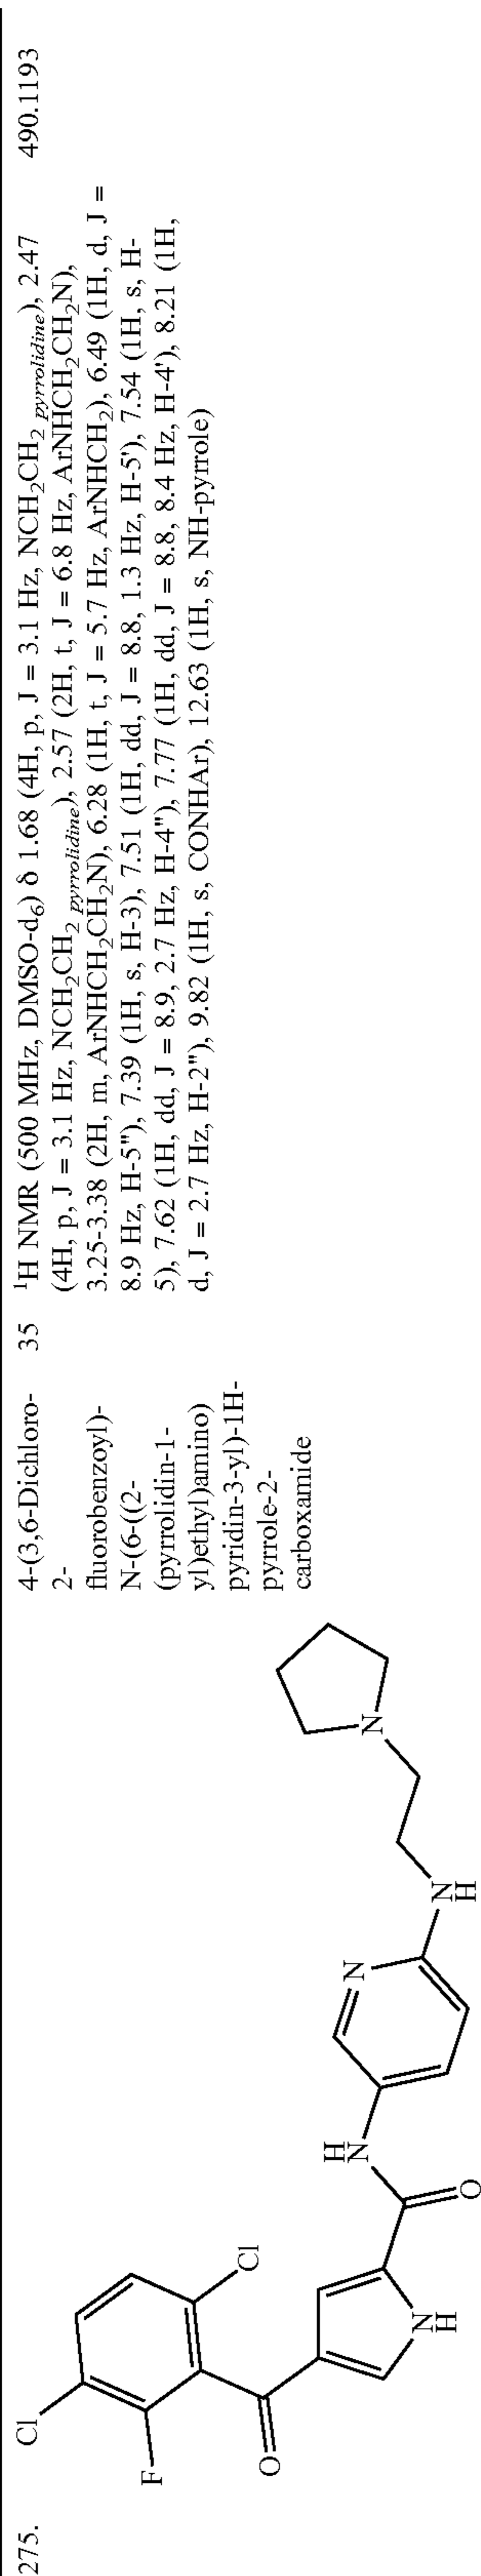 275.
Cl
F
O
Cl
N
H
O
H
N
N
N
H
N
4-(3,6-Dichloro-
2-
fluorobenzoyl)-
N-(6-((2-
(pyrrolidin-1-
yl)ethyl)amino)
pyridin-3-yl)-1H-
pyrrole-2-
carboxamide
35
¹H NMR (500 MHz, DMSO-d₆) δ 1.68 (4H, p, J = 3.1 Hz, NCH₂CH₂ pyrrolidine), 2.47
(4H, p, J = 3.1 Hz, NCH₂CH₂ pyrrolidine), 2.57 (2H, t, J = 6.8 Hz, ArNHCH₂CH₂N),
3.25-3.38 (2H, m, ArNHCH₂CH₂N), 6.28 (1H, t, J = 5.7 Hz, ArNHCH₂), 6.49 (1H, d, J =
8.9 Hz, H-5"), 7.39 (1H, s, H-3), 7.51 (1H, dd, J = 8.8, 1.3 Hz, H-5'), 7.54 (1H, s, H-
5), 7.62 (1H, dd, J = 8.9, 2.7 Hz, H-4"), 7.77 (1H, dd, J = 8.8, 8.4 Hz, H-4'), 8.21 (1H,
d, J = 2.7 Hz, H-2"), 9.82 (1H, s, CONHAr), 12.63 (1H, s, NH-pyrrole)
490.1193